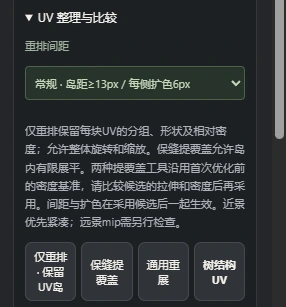 ▼ UV 整理与比较
重排间距
常规 · 岛距≥13px / 每侧扩色6px
仅重排保留每块UV的分组、形状及相对密
度；允许整体旋转和缩放。保缝提覆盖允许岛
内有限展平。两种提覆盖工具沿用首次优化前
的密度基准，请比较候选的拉伸和密度后再采
用。间距与扩色在采用候选后一起生效。近景
优先紧凑；远景mip需另行检查。
仅重排
· 保留
UV岛
保缝提
覆盖
通用重
展
树结构
UV